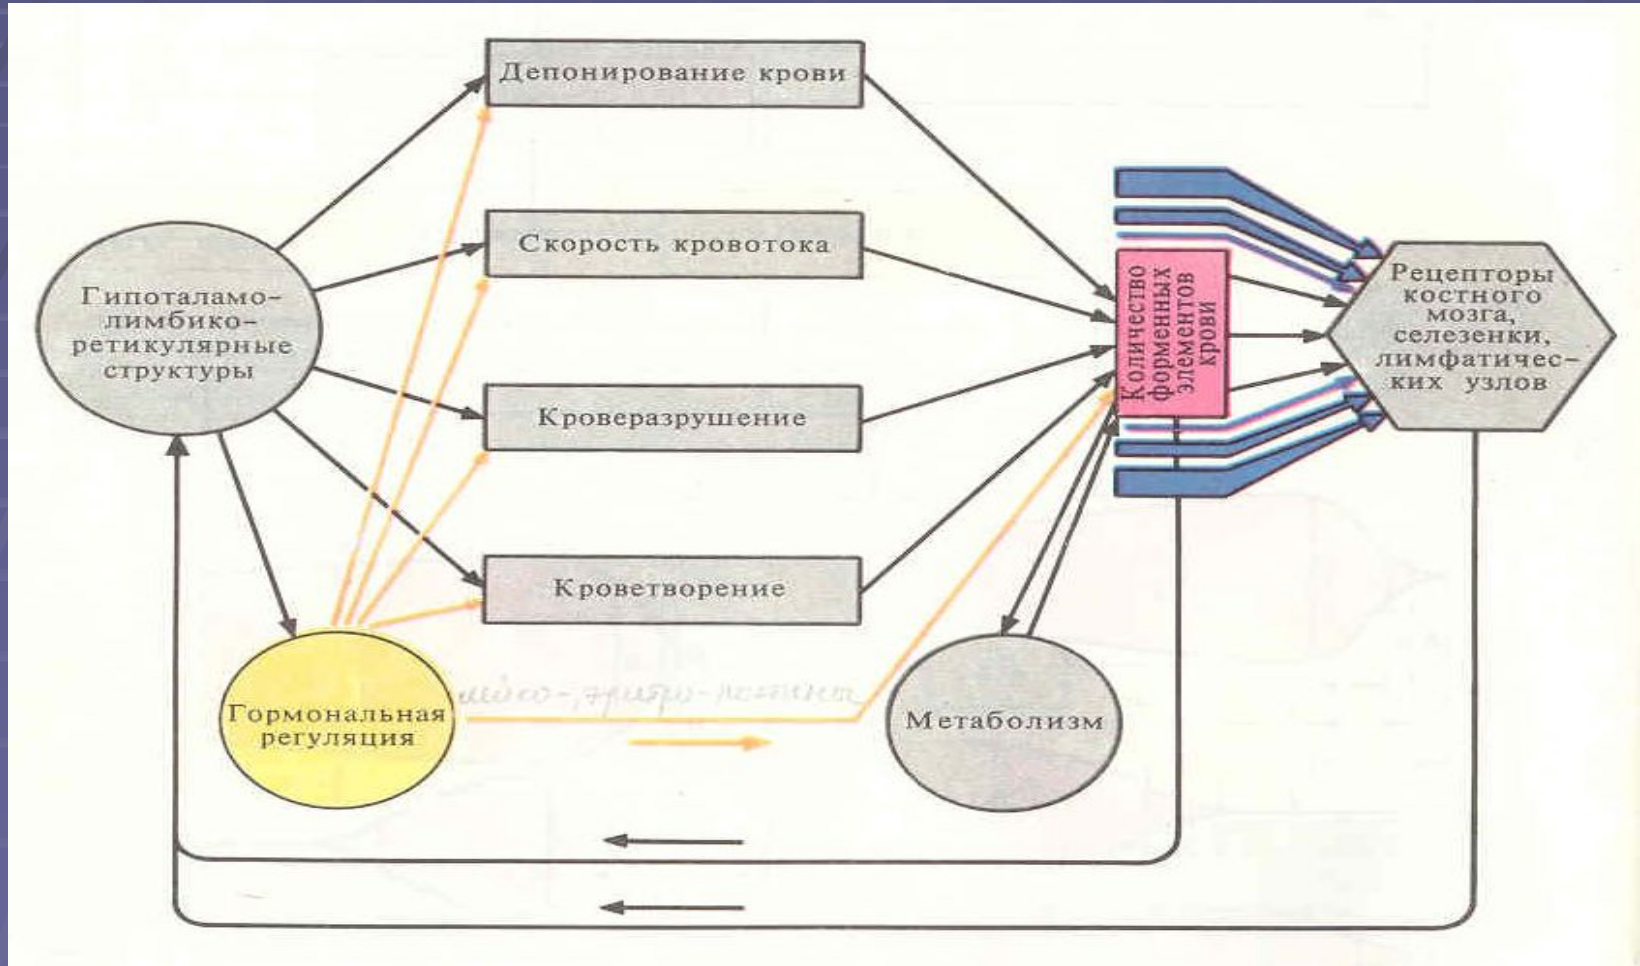 Депонирование крови
Скорость кровотока
Гипоталамо-
лимбико-
ретикулярные
структуры
Кроверазрушение
Кроветворение
Количество
форменных
элементов
крови
Рецепторы
костного
мозга,
селезенки,
лимфатичес-
ких узлов
Гормональная
регуляция
Метаболизм